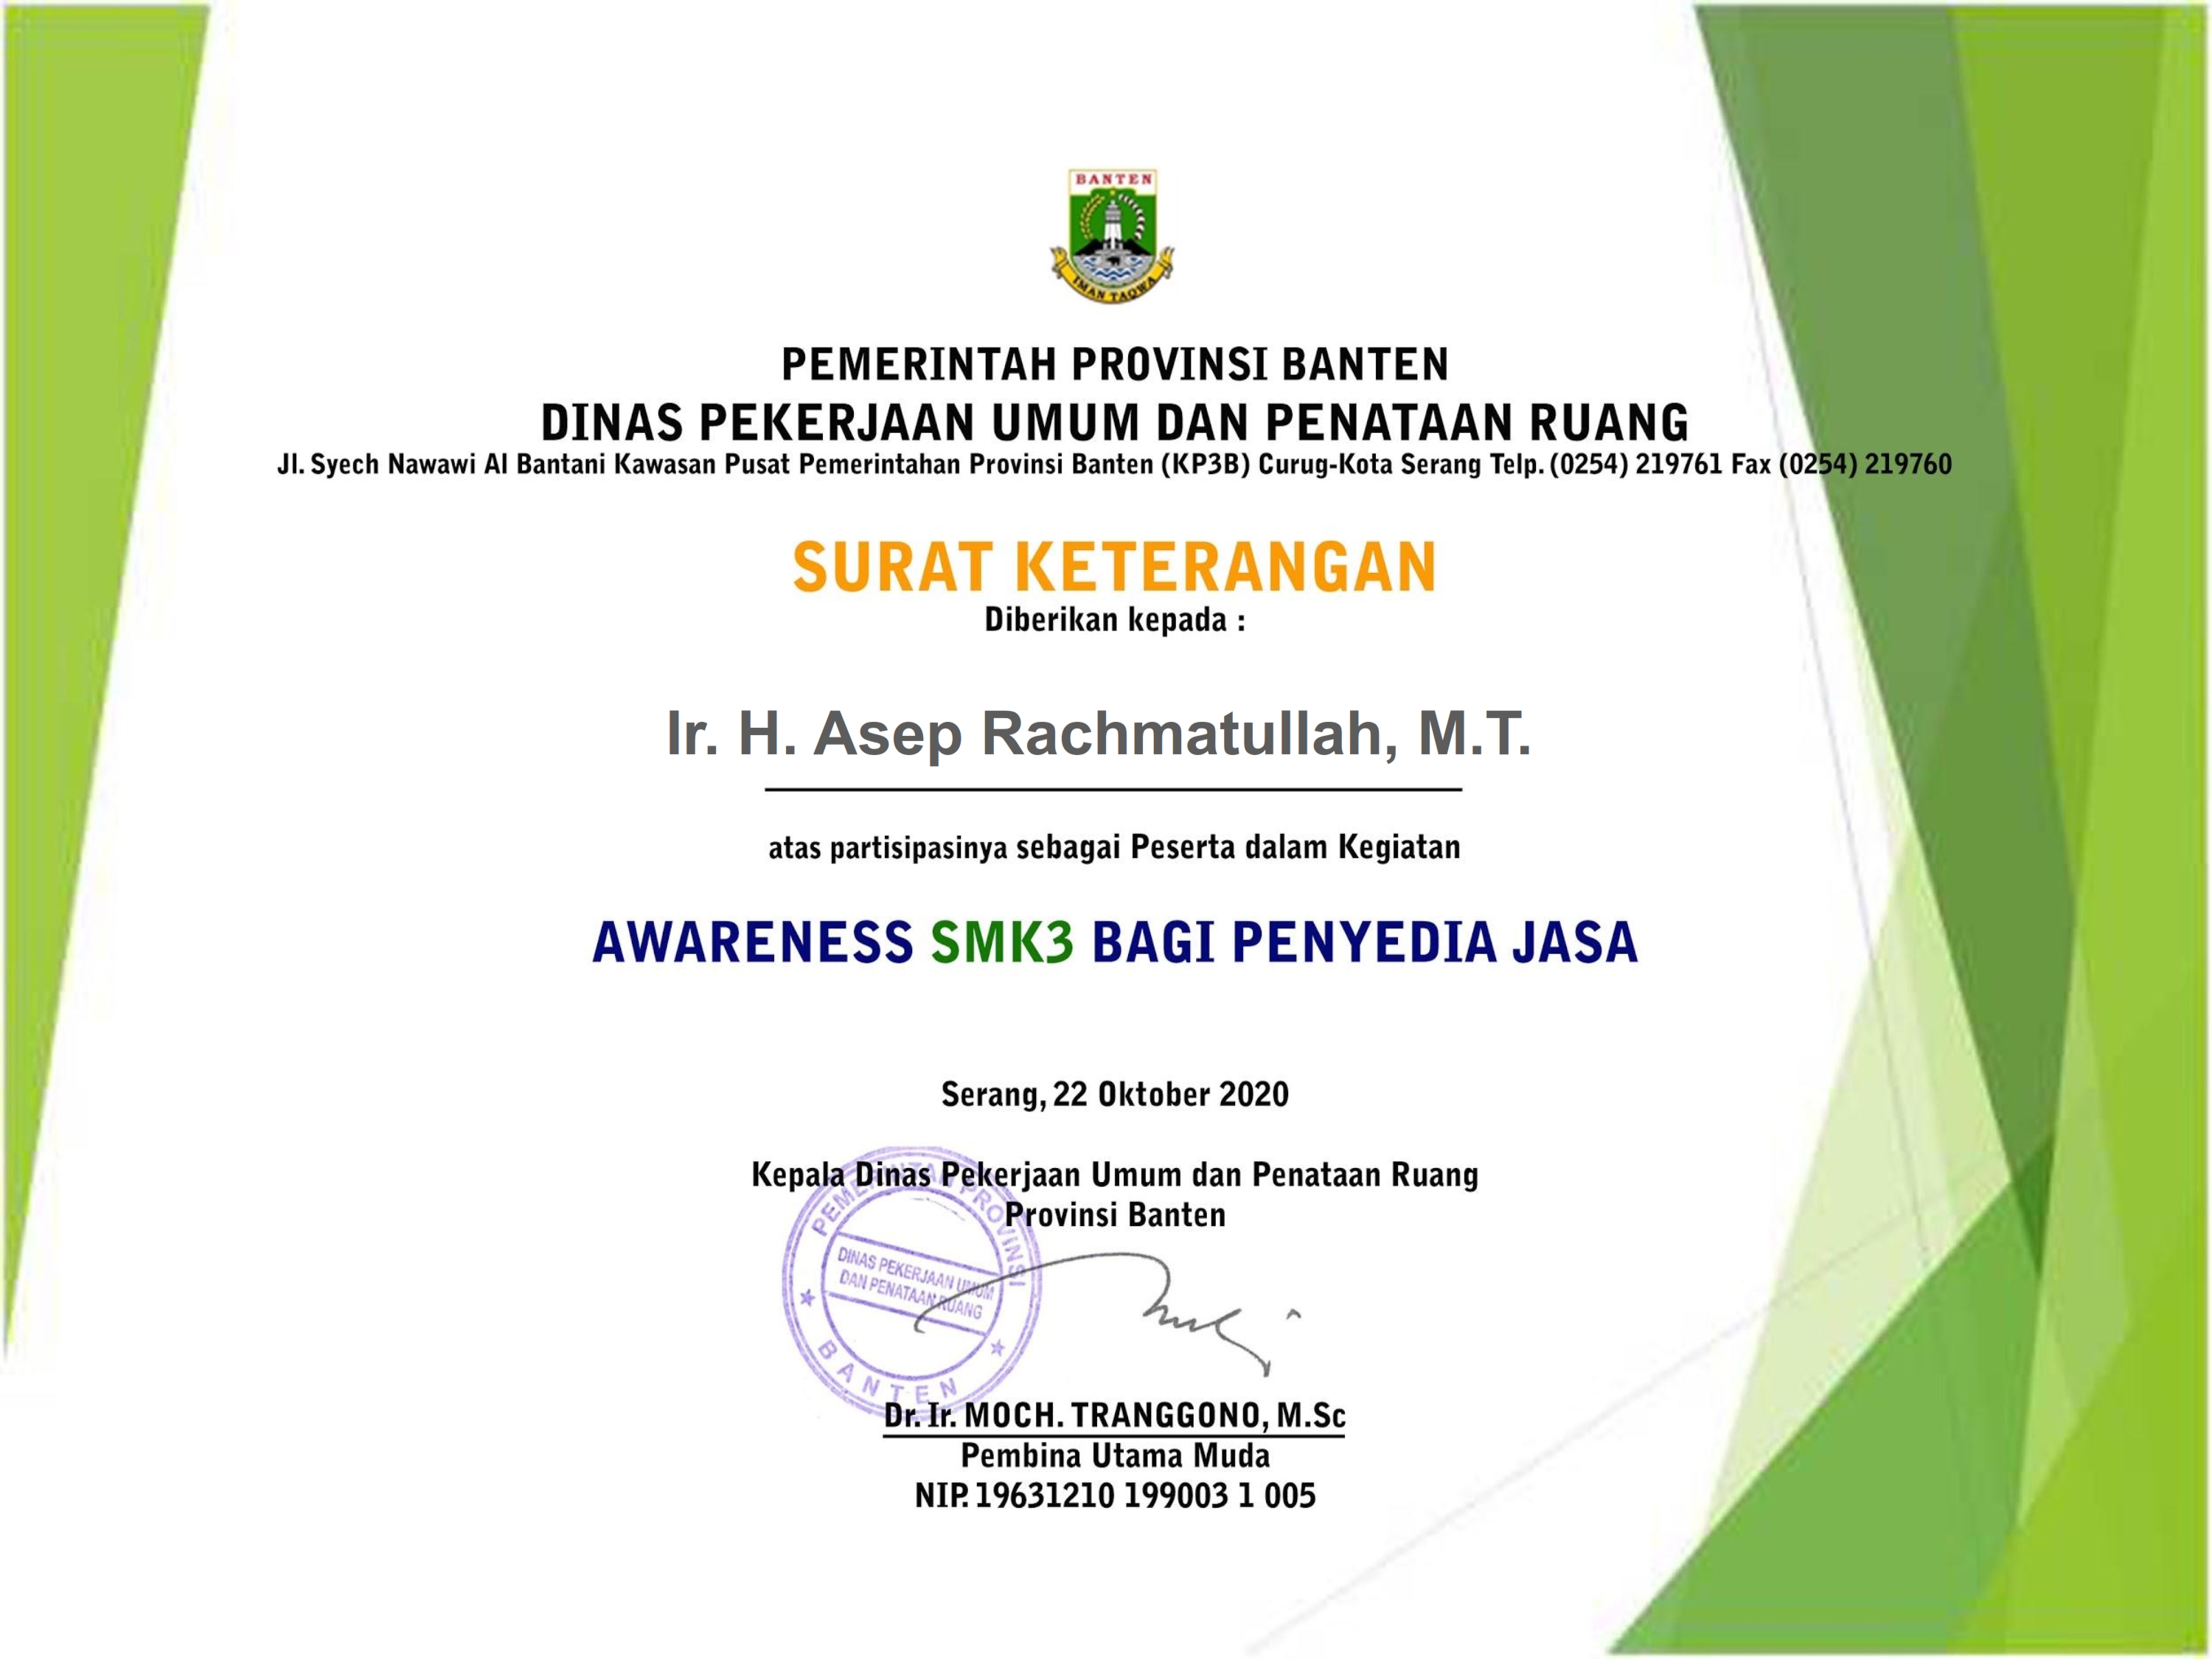 BANTEN
IMAN TAQWA
PEMERINTAH PROVINSI BANTEN
DINAS PEKERJAAN UMUM DAN PENATAAN RUANG
Jl. Syech Nawawi Al Bantani Kawasan Pusat Pemerintahan Provinsi Banten (KP3B) Curug-Kota Serang Telp. (0254) 219761 Fax (0254) 219760
SURAT KETERANGAN
Diberikan kepada :
Ir. H. Asep Rachmatullah, M.T.
atas partisipasinya sebagai Peserta dalam Kegiatan
AWARENESS SMK3 BAGI PENYEDIA JASA
Serang, 22 Oktober 2020
Kepala Dinas Pekerjaan Umum dan Penataan Ruang
Provinsi Banten
PEMERINTAH PROVINSI
DINAS PEKERJAAN UMUM
DAN PENATAAN RUANG
BANTEN
Dr. Ir. MOCH. TRANGGONO, M.Sc
Pembina Utama Muda
NIP. 19631210 199003 1 005